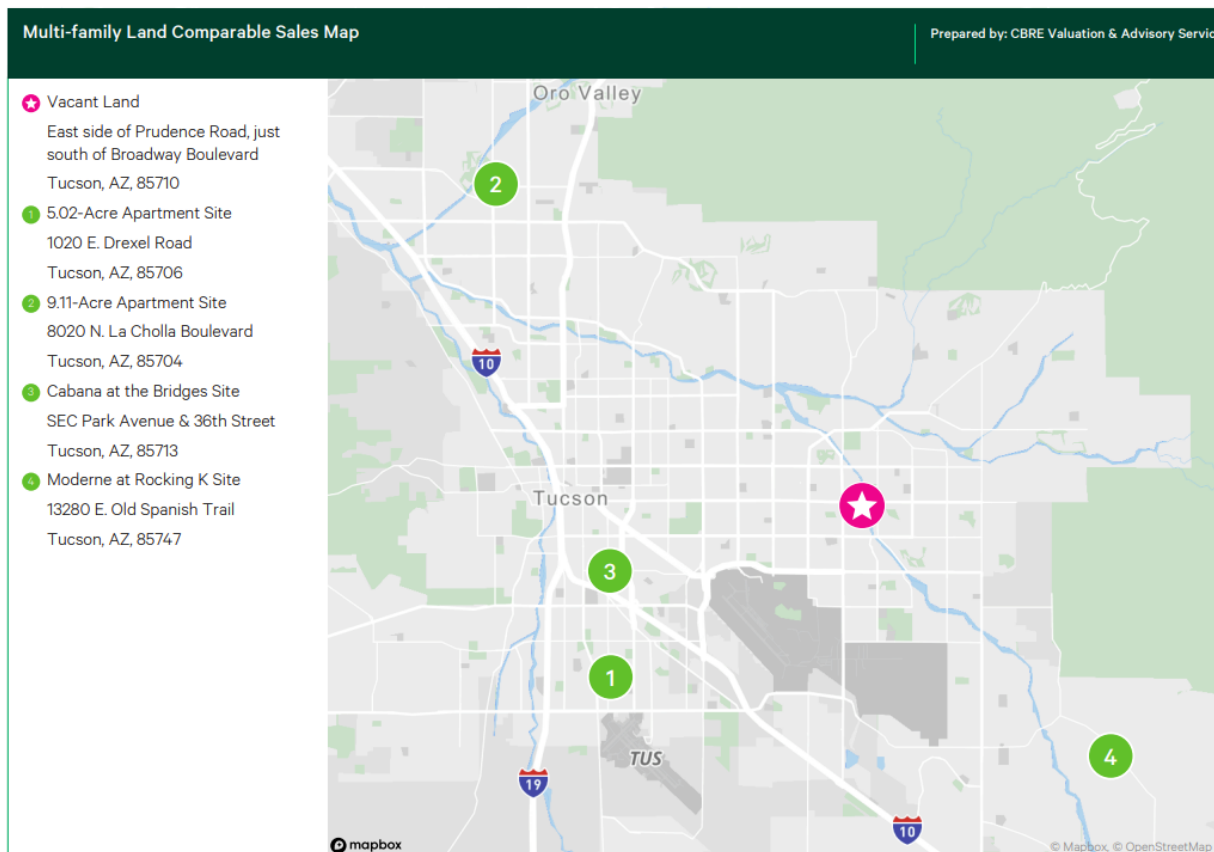 Multi-family Land Comparable Sales Map
Prepared by: CBRE Valuation & Advisory Servic
Vacant Land
East side of Prudence Road, just
south of Broadway Boulevard
Tucson, AZ, 85710
1 5.02-Acre Apartment Site
1020 E. Drexel Road
Tucson, AZ, 85706
2 9.11-Acre Apartment Site
8020 N. La Cholla Boulevard
Tucson, AZ, 85704
3 Cabana at the Bridges Site
SEC Park Avenue & 36th Street
Tucson, AZ, 85713
4 Moderne at Rocking K Site
13280 E. Old Spanish Trail
Tucson, AZ, 85747
Oro Valley
2
10
Tucson
3
1
TUS
4
19
10
mapbox
© Mapbox, © OpenStreetMap